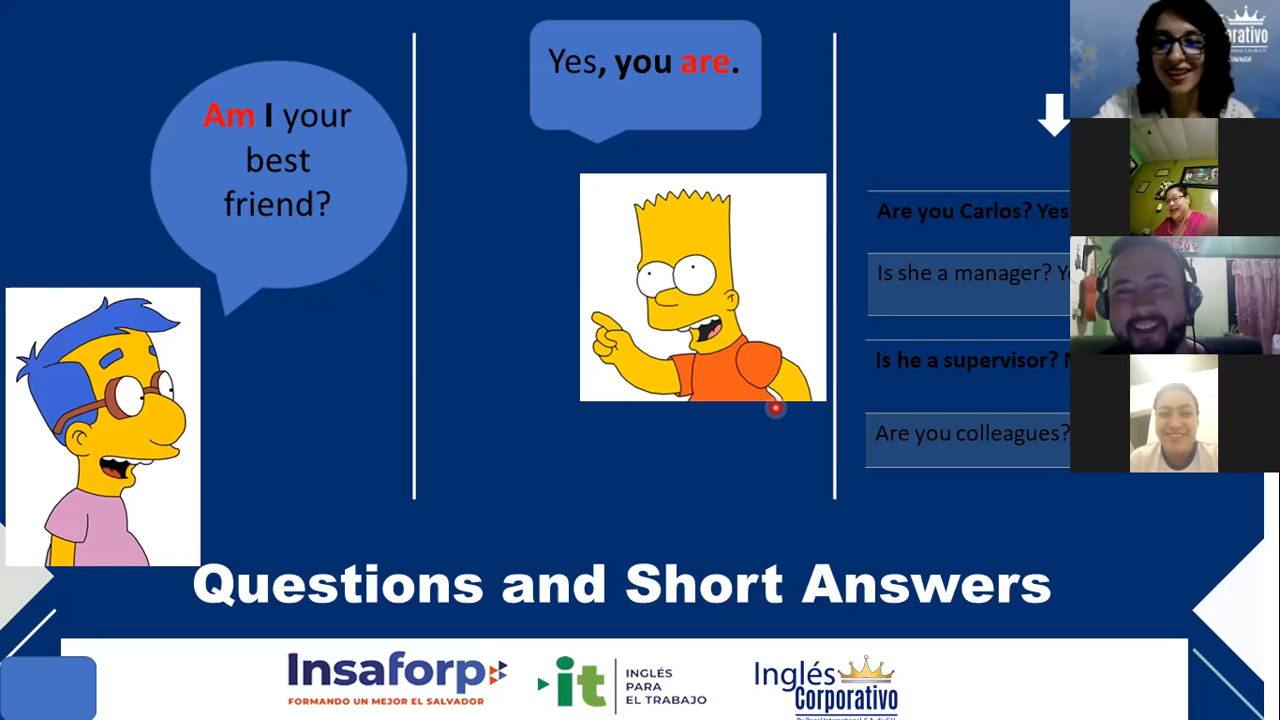 Am I your
best
friend?
Yes, you are.
Are you Carlos? Yes
Is she a manager?
Is he a supervisor?
Are you colleagues?
Questions and Short Answers
Insaforp
FORMANDO UN MEJOR EL SALVADOR
it
INGLÉS
PARA
EL TRABAJO
Inglés
Corporativo